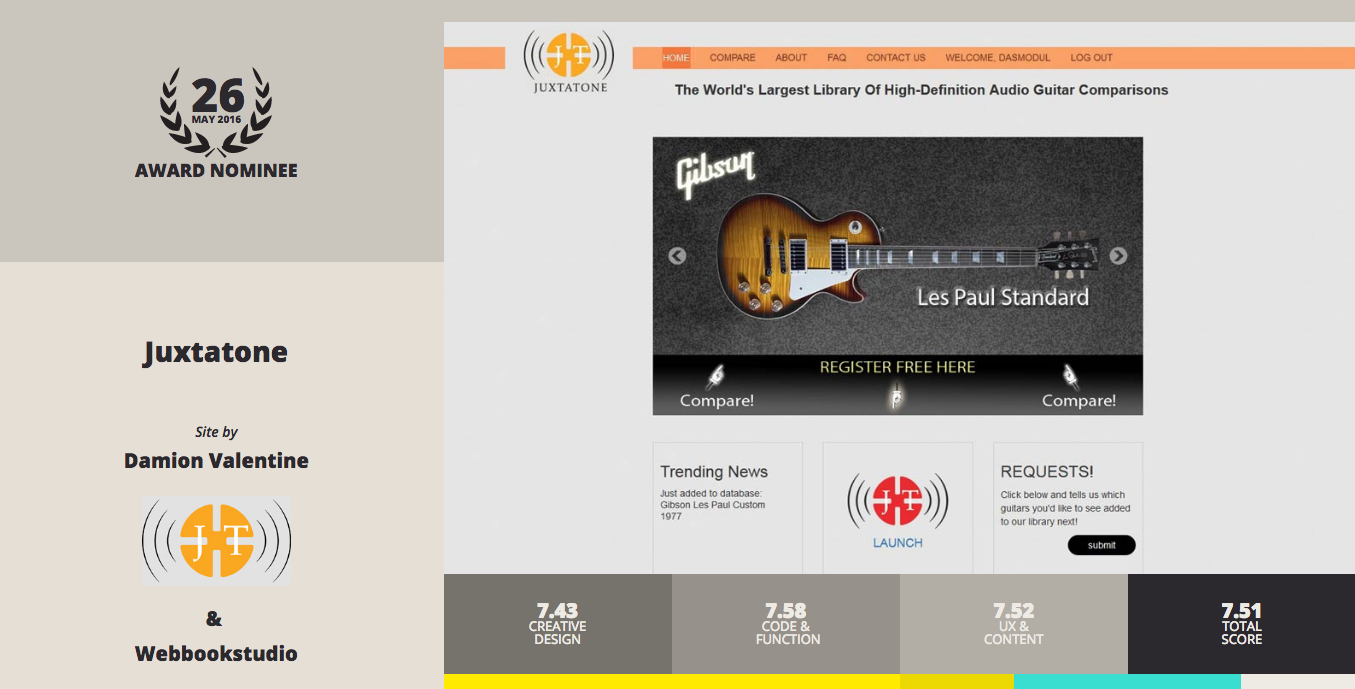 26
MAY 2016
AWARD NOMINEE
Juxtatone
Site by
Damion Valentine
J T
&
Webbookstudio
J T
JUXTATONE
HOME COMPARE ABOUT FAQ CONTACT US WELCOME, DASMODUL LOG OUT
The World's Largest Library Of High-Definition Audio Guitar Comparisons
Gibson
Les Paul Standard
REGISTER FREE HERE
Compare! Compare!
Trending News
Just added to database:
Gibson Les Paul Custom
1977
J T
LAUNCH
REQUESTS!
Click below and tells us which
guitars you'd like to see added
to our library next!
submit
7.43
CREATIVE
DESIGN
7.58
CODE &
FUNCTION
7.52
UX &
CONTENT
7.51
TOTAL
SCORE